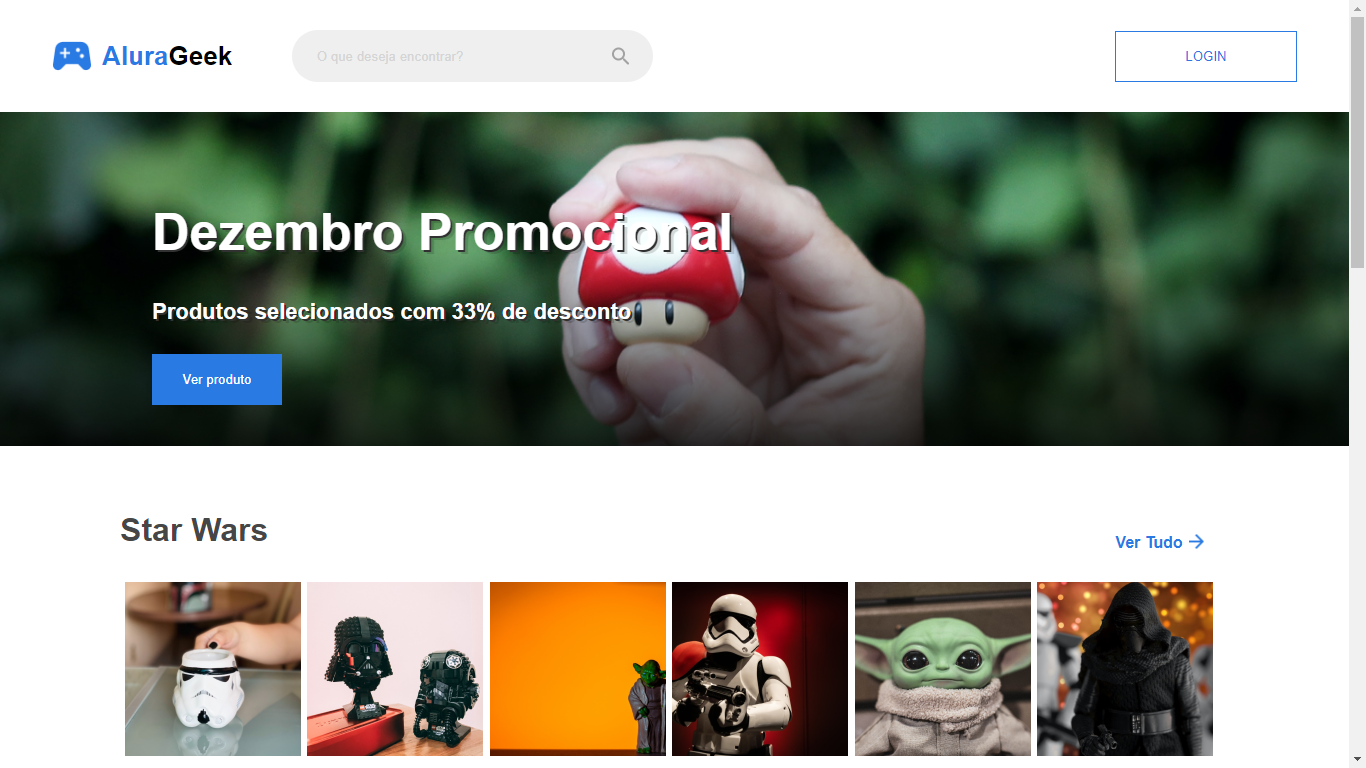 AluraGeek
O que deseja encontrar?
LOGIN
Dezembro Promocional
Produtos selecionados com 33% de desconto
Ver produto
Star Wars
Ver Tudo